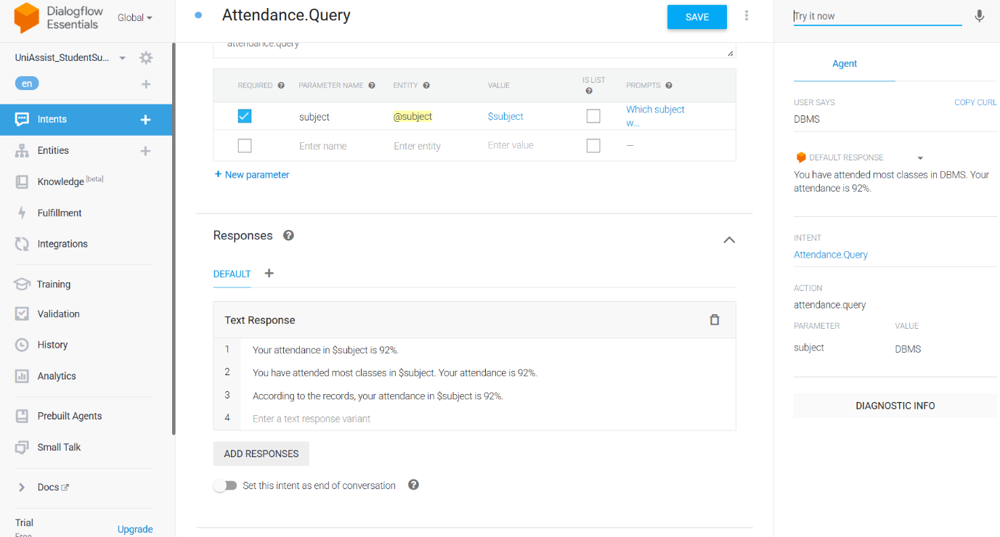 Dialogflow
Essentials
Global
UniAssist_StudentSu...
en
Intents
Entities
Knowledge [beta]
Fulfillment
Integrations
Training
Validation
History
Analytics
Prebuilt Agents
Small Talk
Docs
Trial
Free
Upgrade
Attendance.Query
SAVE
attendance.query
REQUIRED PARAMETER NAME ENTITY VALUE IS LIST PROMPTS
subject @subject $subject Which subject
w...
Enter name Enter entity Enter value —
+ New parameter
Responses
DEFAULT +
Text Response
1 Your attendance in $subject is 92%.
2 You have attended most classes in $subject. Your attendance is 92%.
3 According to the records, your attendance in $subject is 92%.
4 Enter a text response variant
ADD RESPONSES
Set this intent as end of conversation
Try it now
Agent
USER SAYS COPY CURL
DBMS
DEFAULT RESPONSE
You have attended most classes in DBMS. Your
attendance is 92%.
INTENT
Attendance.Query
ACTION
attendance.query
PARAMETER VALUE
subject DBMS
DIAGNOSTIC INFO